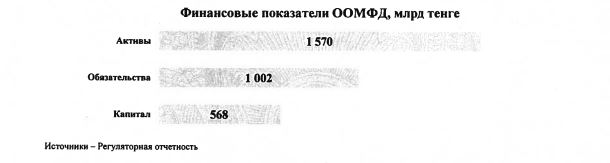 Финансовые показатели ООМФД, млрд тенге
Активы 1 570
Обязательства 1 002
Капитал 568
Источники – Регуляторная отчетность